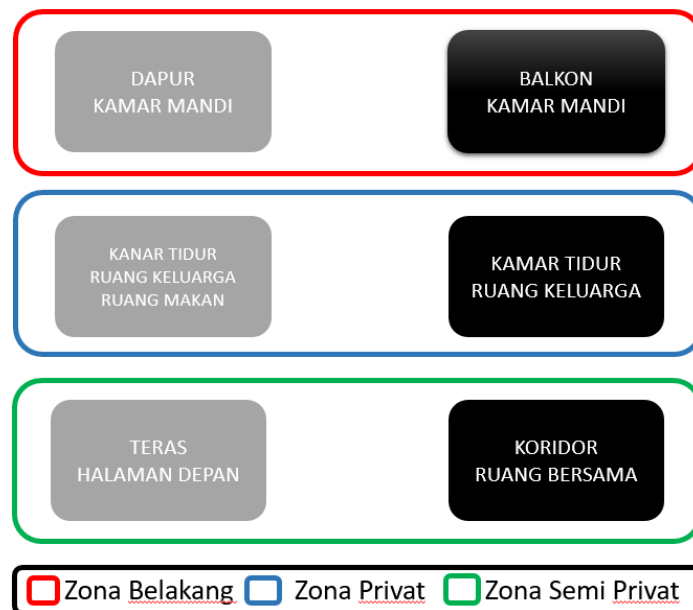 DAPUR
KAMAR MANDI
BALKON
KAMAR MANDI
KANAR TIDUR
RUANG KELUARGA
RUANG MAKAN
KAMAR TIDUR
RUANG KELUARGA
TERAS
HALAMAN DEPAN
KORIDOR
RUANG BERSAMA
Zona Belakang Zona Privat Zona Semi Privat